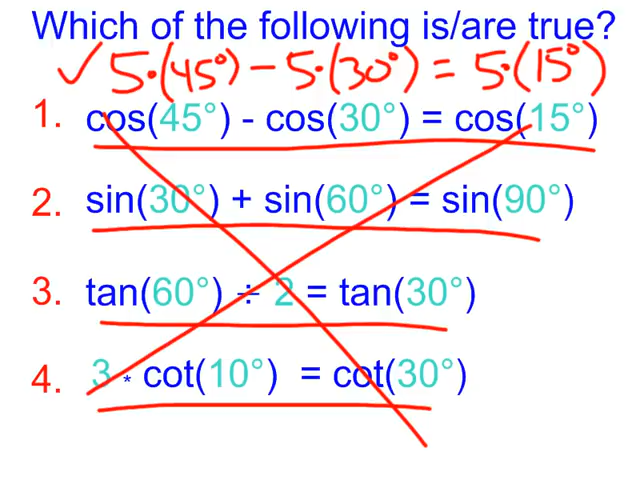 Which of the following is/are true?
✓ 5·(45°) − 5·(30°) = 5·(15°)
1. cos(45°) - cos(30°) = cos(15°)
2. sin(30°) + sin(60°) = sin(90°)
3. tan(60°) ÷ 2 = tan(30°)
4. 3 * cot(10°) = cot(30°)